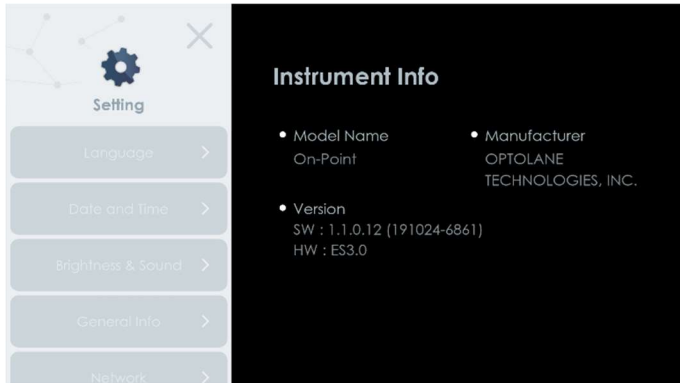 Setting
Language
Date and Time
Brightness & Sound
General Info
Network
Instrument Info
• Model Name
On-Point
• Manufacturer
OPTOLANE
TECHNOLOGIES, INC.
• Version
SW : 1.1.0.12 (191024-6861)
HW : ES3.0